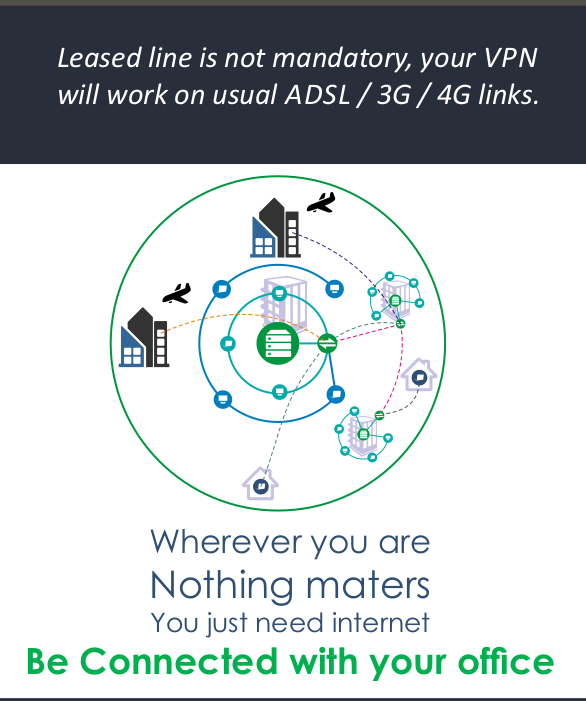 Leased line is not mandatory, your VPN
will work on usual ADSL / 3G / 4G links.
Wherever you are
Nothing maters
You just need internet
Be Connected with your office